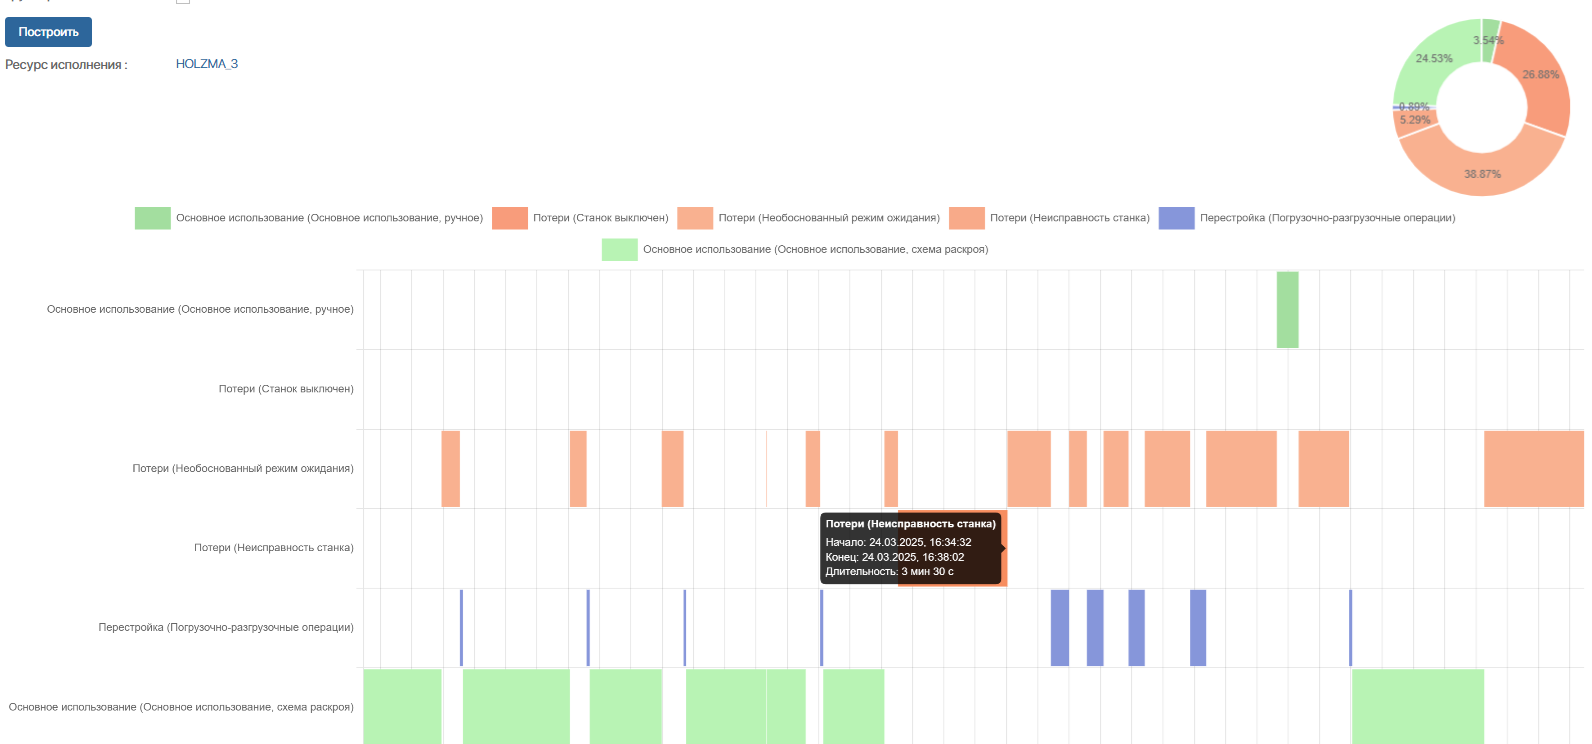 Построить
Ресурс исполнения :
HOLZMA_3
3.54%
24.53%
26.88%
0.89%
5.29%
38.87%
Основное использование (Основное использование, ручное)
Потери (Станок выключен)
Потери (Необоснованный режим ожидания)
Потери (Неисправность станка)
Перестройка (Погрузочно-разгрузочные операции)
Основное использование (Основное использование, схема раскроя)
Основное использование (Основное использование, ручное)
Потери (Станок выключен)
Потери (Необоснованный режим ожидания)
Потери (Неисправность станка)
Потери (Неисправность станка)
Начало: 24.03.2025, 16:34:32
Конец: 24.03.2025, 16:38:02
Длительность: 3 мин 30 с
Перестройка (Погрузочно-разгрузочные операции)
Основное использование (Основное использование, схема раскроя)